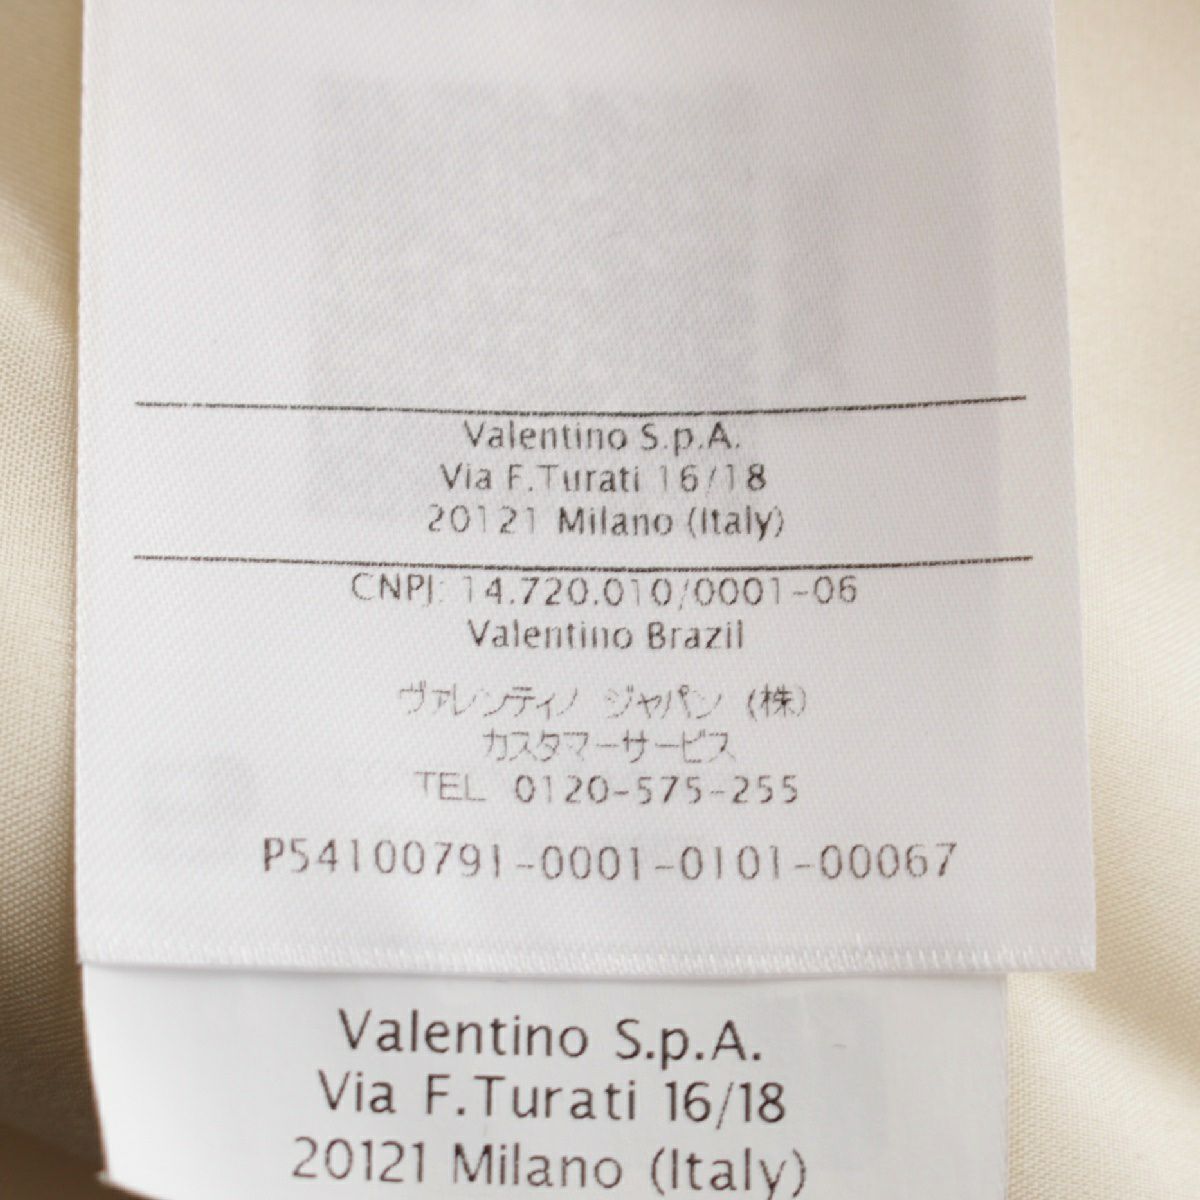 Valentino S.p.A.
Via F.Turati 16/18
20121 Milano (Italy)
CNPJ: 14.720.010/0001-06
Valentino Brazil
ヴァレンティノ ジャパン (株)
カスタマーサービス
TEL 0120-575-255
P54100791-0001-0101-00067
Valentino S.p.A.
Via F.Turati 16/18
20121 Milano (Italy)